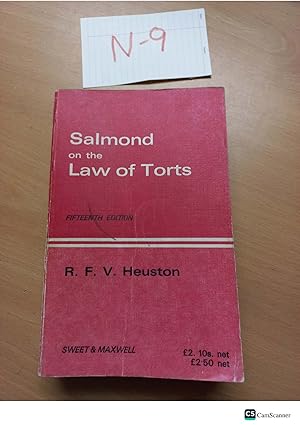 N-9
Salmond
on the
Law of Torts
FIFTEENTH EDITION
R. F. V. Heuston
SWEET & MAXWELL
£2. 10s. net
£2·50 net
CS CamScanner